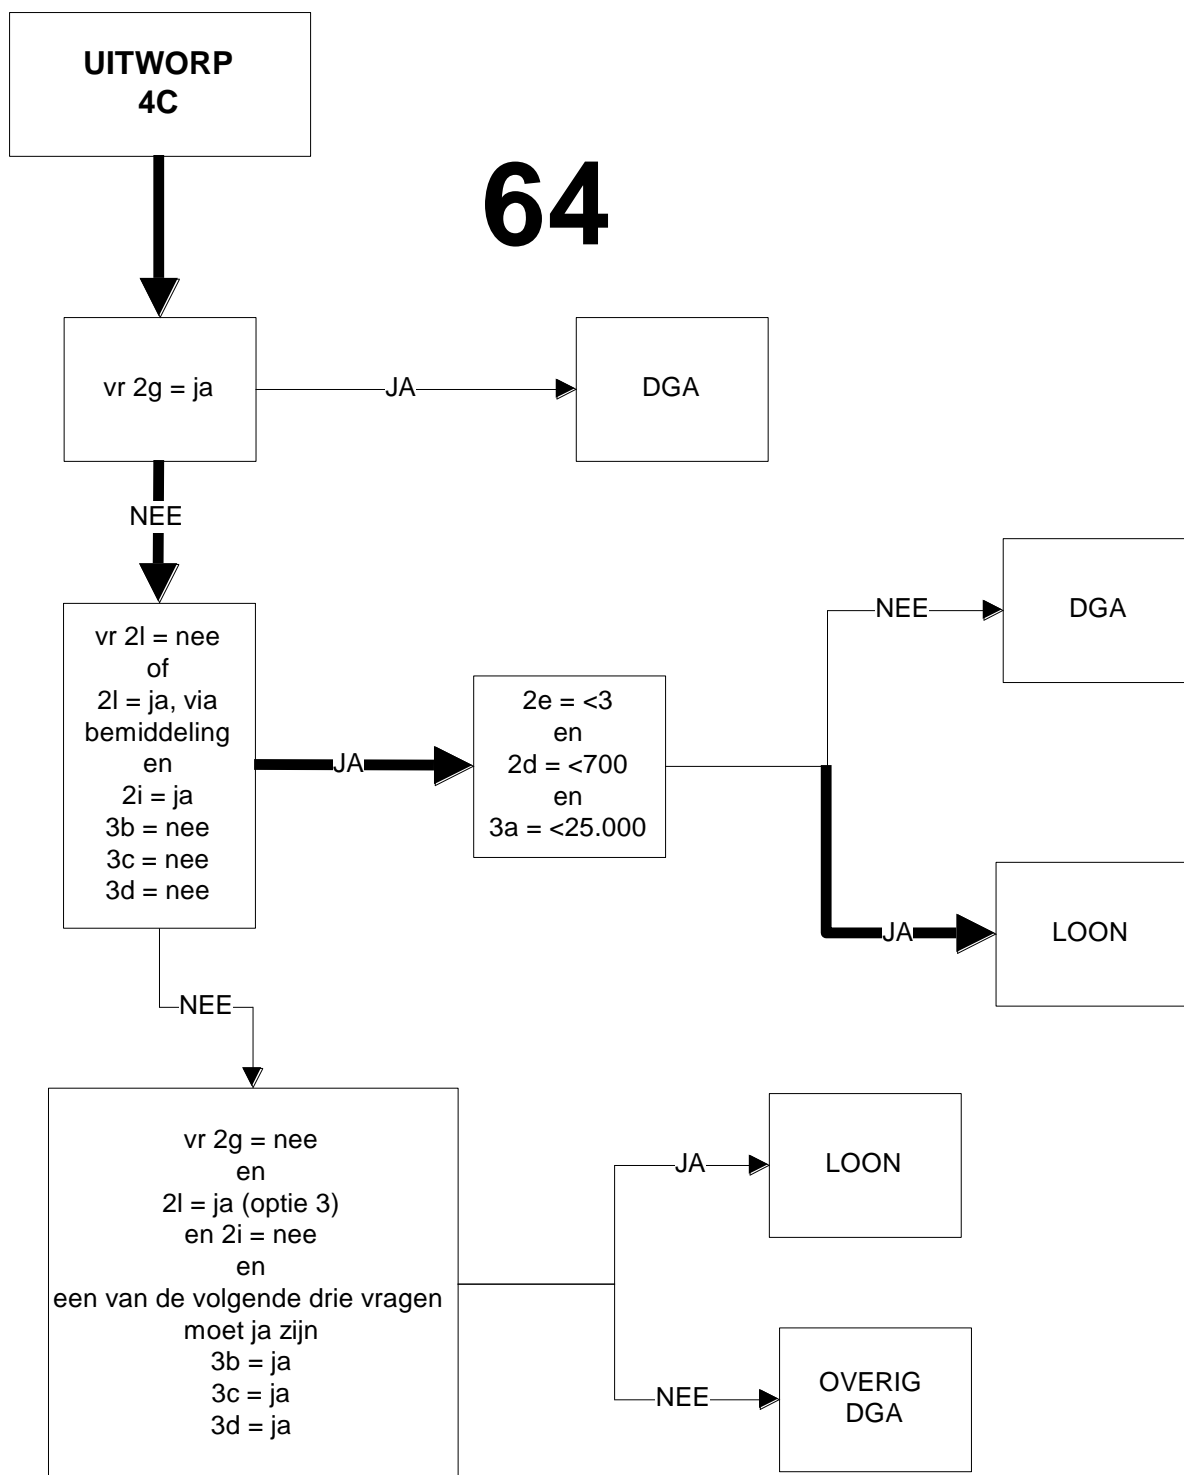 UITWORP
4C
64
vr 2g = ja
JA
DGA
NEE
vr 2l = nee
of
2l = ja, via
bemiddeling
en
2i = ja
3b = nee
3c = nee
3d = nee
JA
2e = <3
en
2d = <700
en
3a = <25.000
NEE
DGA
JA
LOON
NEE
vr 2g = nee
en
2l = ja (optie 3)
en 2i = nee
en
een van de volgende drie vragen
moet ja zijn
3b = ja
3c = ja
3d = ja
JA
LOON
NEE
OVERIG
DGA